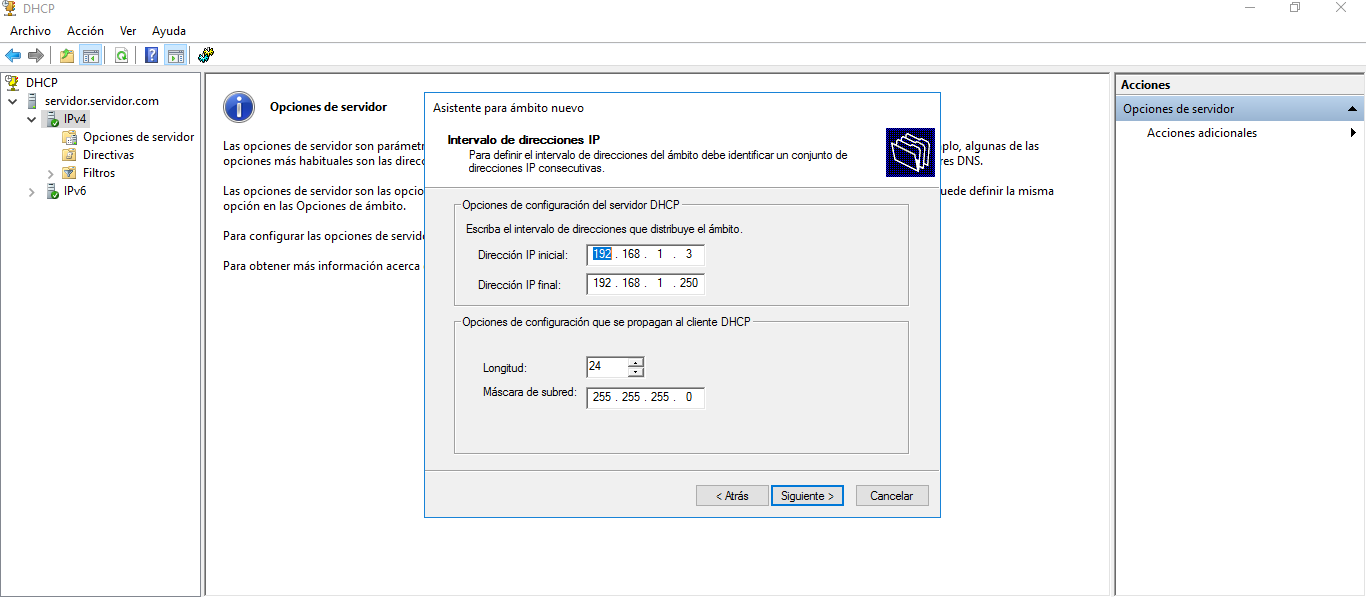 DHCP
Archivo Acción Ver Ayuda
DHCP
servidor.servidor.com
IPv4
Opciones de servidor
Directivas
Filtros
IPv6
Opciones de servidor
Las opciones de servidor son parámetr
plo, algunas de las
opciones más habituales son las direcc
res DNS.
Las opciones de servidor son las opcio
uede definir la misma
opción en las Opciones de ámbito.
Para configurar las opciones de servido
Para obtener más información acerca
Asistente para ámbito nuevo
Intervalo de direcciones IP
Para definir el intervalo de direcciones del ámbito debe identificar un conjunto de
direcciones IP consecutivas.
Opciones de configuración del servidor DHCP
Escriba el intervalo de direcciones que distribuye el ámbito.
Dirección IP inicial: 192 . 168 . 1 . 3
Dirección IP final: 192 . 168 . 1 . 250
Opciones de configuración que se propagan al cliente DHCP
Longitud: 24
Máscara de subred: 255 . 255 . 255 . 0
< Atrás Siguiente > Cancelar
Acciones
Opciones de servidor
Acciones adicionales